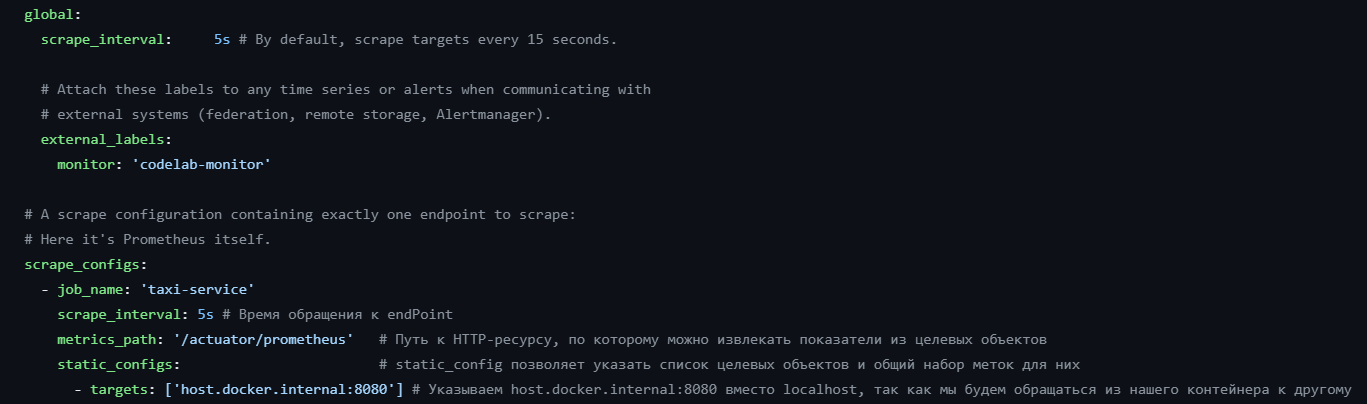 global:
  scrape_interval:     5s # By default, scrape targets every 15 seconds.

  # Attach these labels to any time series or alerts when communicating with
  # external systems (federation, remote storage, Alertmanager).
  external_labels:
    monitor: 'codelab-monitor'

# A scrape configuration containing exactly one endpoint to scrape:
# Here it's Prometheus itself.
scrape_configs:
  - job_name: 'taxi-service'
    scrape_interval: 5s # Время обращения к endPoint
    metrics_path: '/actuator/prometheus'   # Путь к HTTP-ресурсу, по которому можно извлекать показатели из целевых объектов
    static_configs:                        # static_config позволяет указать список целевых объектов и общий набор меток для них
      - targets: ['host.docker.internal:8080'] # Указываем host.docker.internal:8080 вместо localhost, так как мы будем обращаться из нашего контейнера к другому